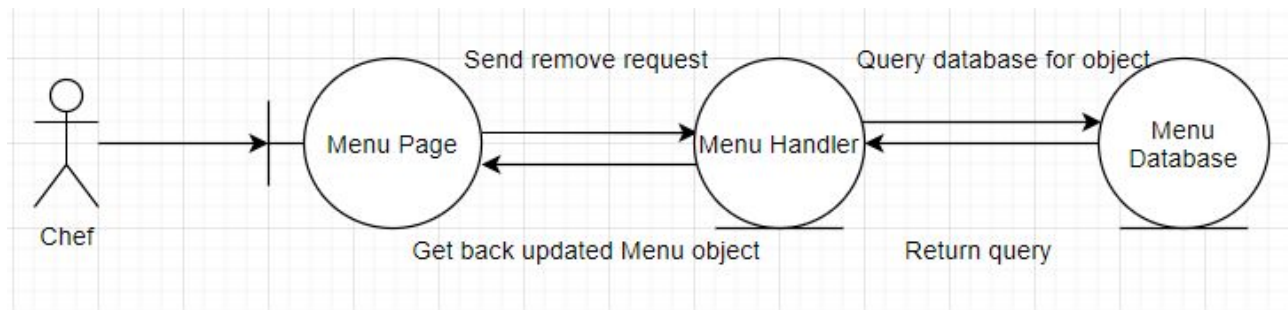 Send remove request
Query database for object
Menu Page
Menu Handler
Menu
Database
Chef
Get back updated Menu object
Return query